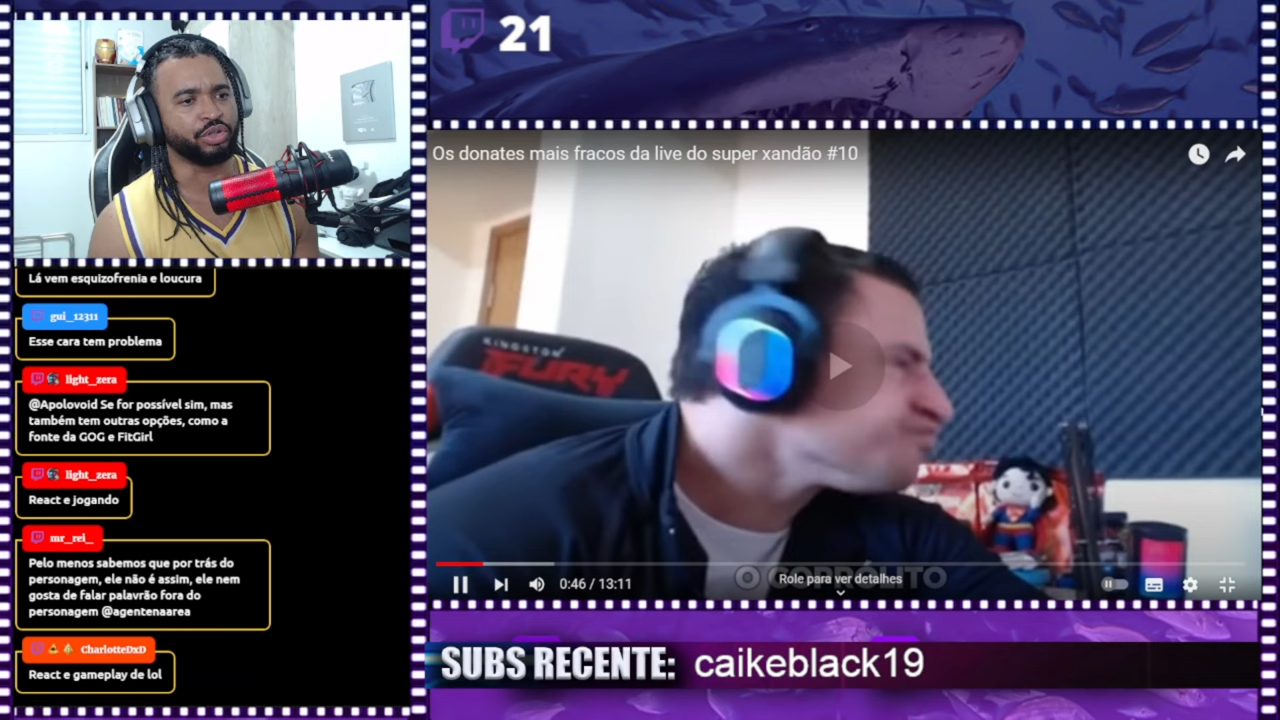 21
Os donates mais fracos da live do super xandão #10
Lá vem esquizofrenia e loucura
gui_12311
Esse cara tem problema
light_zera
@Apolovoid Se for possível sim, mas
também tem outras opções, como a
fonte da GOG e FitGirl
light_zera
React e jogando
mr_rei_
Pelo menos sabemos que por trás do
personagem, ele não é assim, ele nem
gosta de falar palavrão fora do
personagem @agentenaarea
CharlotteDxD
React e gameplay de lol
KINGSTON
FURY
O COPRÓLITO
0:46 / 13:11
Role para ver detalhes
SUBS RECENTE: caikeblack19